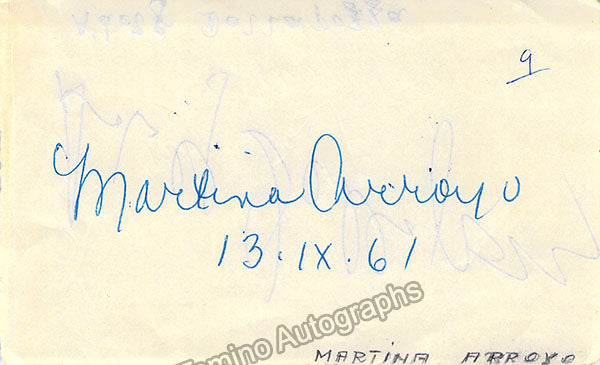 9
Martina Arroyo
13.IX.61
Tamino Autographs
MARTINA ARROYO